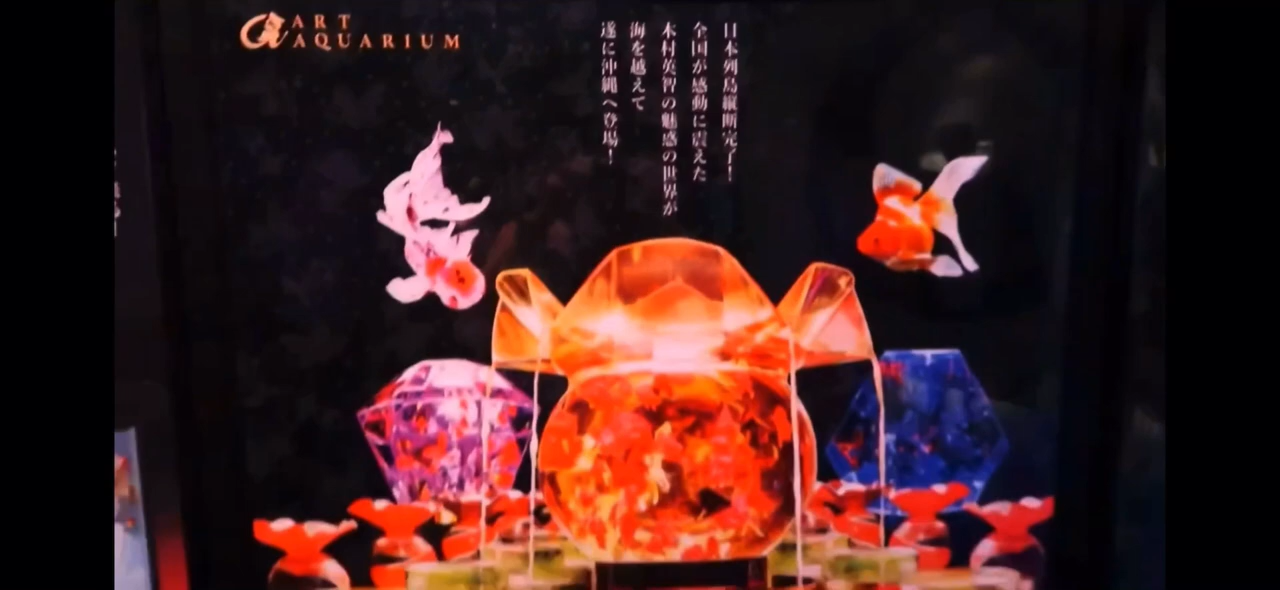 ART
AQUARIUM
日本列島縦断完了！
全国が感動に震えた
木村英智の魅惑の世界が
海を越えて
遂に沖縄へ登場！